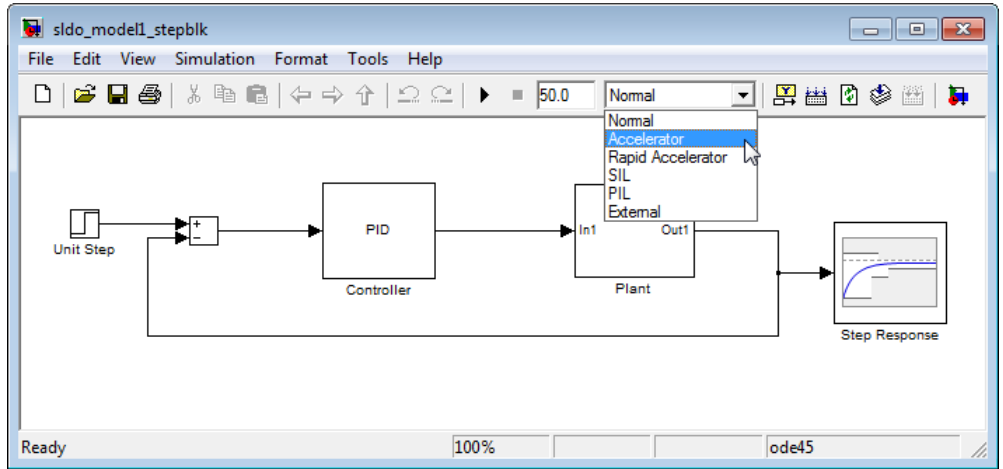 sldo_model1_stepblk
File Edit View Simulation Format Tools Help
50.0 Normal
Normal
Accelerator
Rapid Accelerator
SIL
PIL
External
+
−
PID
In1 Out1
Unit Step
Controller
Plant
Step Response
Ready 100% ode45